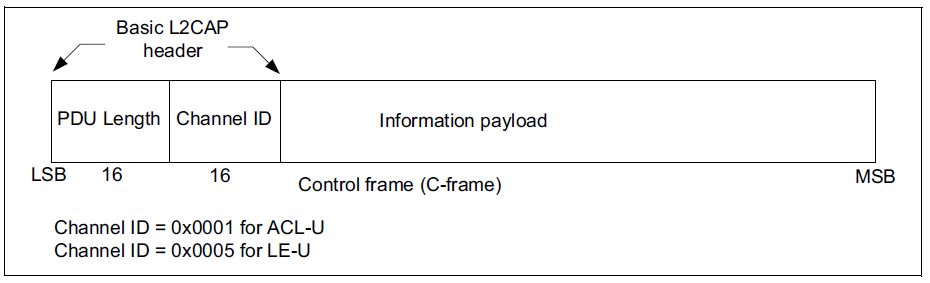 Basic L2CAP
header
PDU Length
Channel ID
Information payload
LSB
16
16
Control frame (C-frame)
MSB
Channel ID = 0x0001 for ACL-U
Channel ID = 0x0005 for LE-U